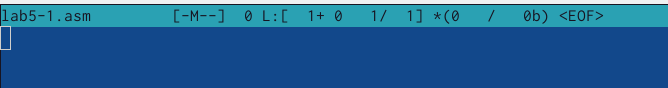 lab5-1.asm [-M--] 0 L:[ 1+ 0 1/ 1] *(0 / 0b) <EOF>